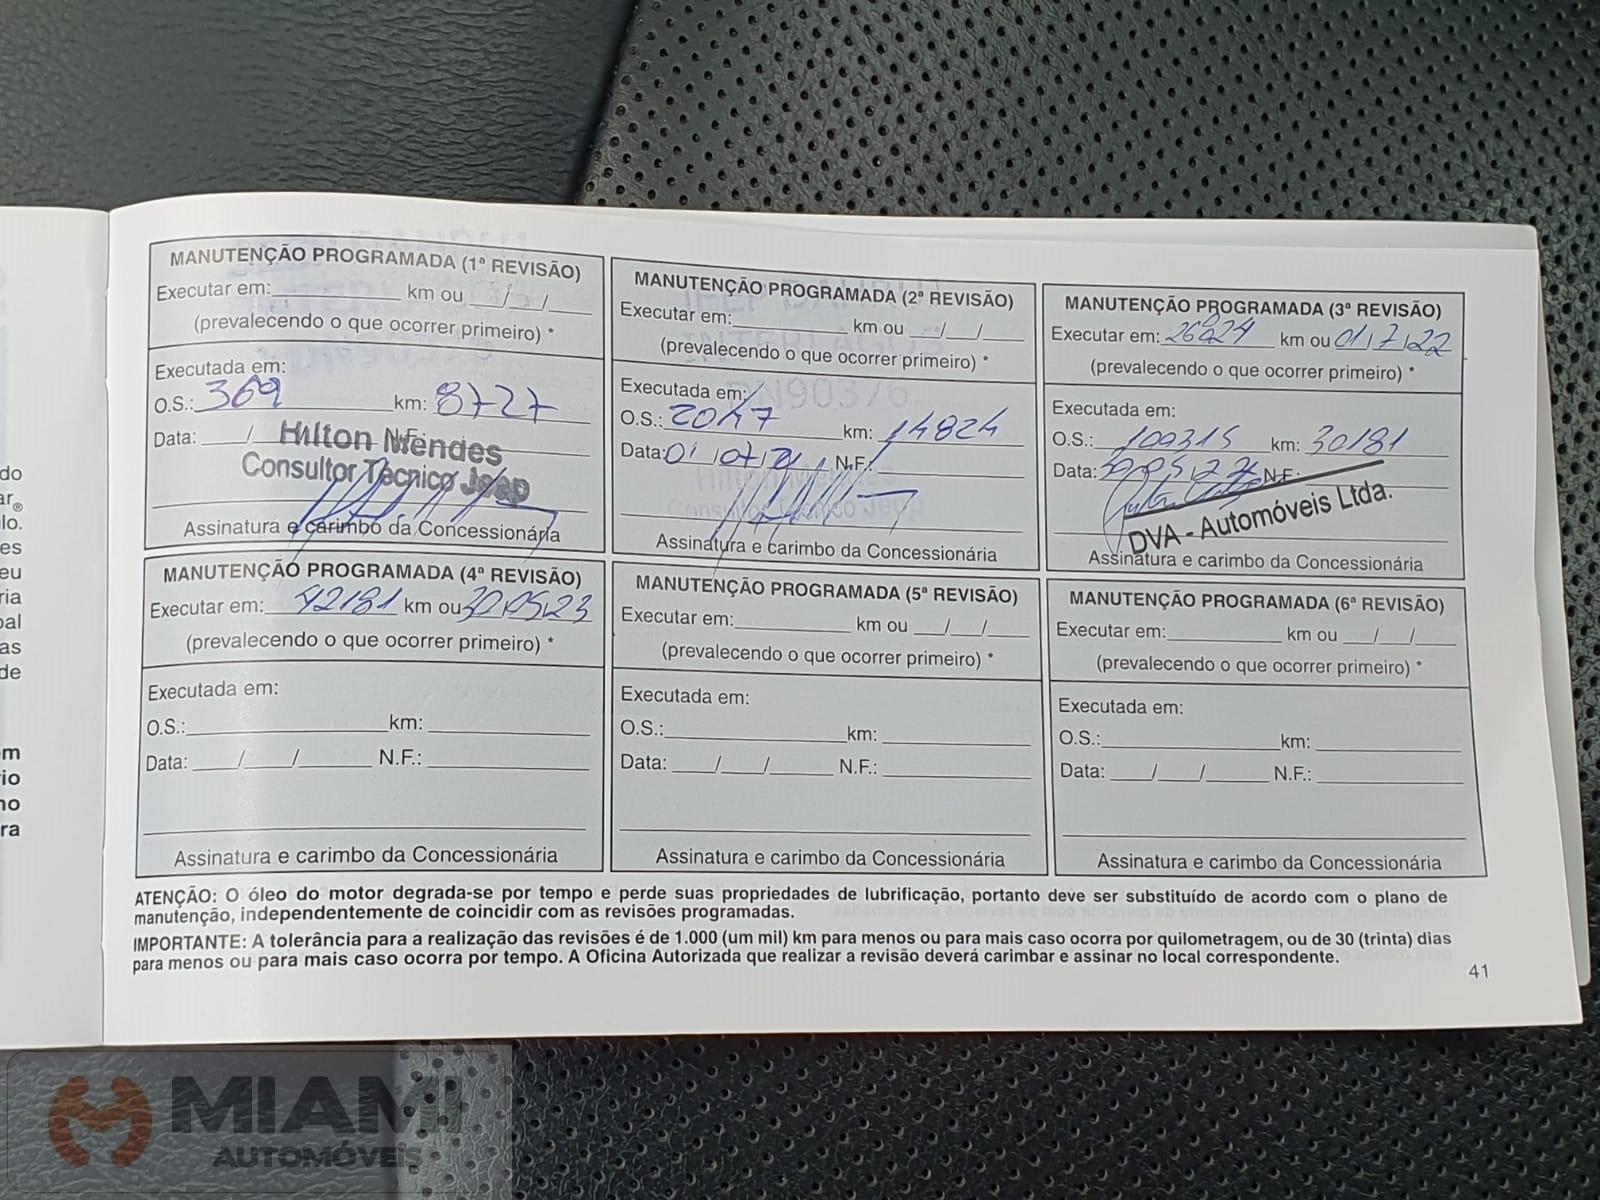 MANUTENÇÃO PROGRAMADA (1ª REVISÃO)
Executar em: km ou / /
(prevalecendo o que ocorrer primeiro) *
Executada em:
O.S.: 369 km: 8727
Data: / N.F.:
Hilton Mendes
Consultor Técnico Jeep
Assinatura e carimbo da Concessionária
MANUTENÇÃO PROGRAMADA (2ª REVISÃO)
Executar em: km ou / /
(prevalecendo o que ocorrer primeiro) *
Executada em:
O.S.: 2047 km: 14824
Data: 01/07/21 N.F.:
Assinatura e carimbo da Concessionária
MANUTENÇÃO PROGRAMADA (3ª REVISÃO)
Executar em: 26824 km ou 01/7/22
(prevalecendo o que ocorrer primeiro) *
Executada em:
O.S.: 109315 km: 30181
Data: 30/05/22 N.F.:
DVA - Automóveis Ltda.
Assinatura e carimbo da Concessionária
MANUTENÇÃO PROGRAMADA (4ª REVISÃO)
Executar em: 42181 km ou 30/05/23
(prevalecendo o que ocorrer primeiro) *
Executada em:
O.S.: km:
Data: / / N.F.:
Assinatura e carimbo da Concessionária
MANUTENÇÃO PROGRAMADA (5ª REVISÃO)
Executar em: km ou / /
(prevalecendo o que ocorrer primeiro) *
Executada em:
O.S.: km:
Data: / / N.F.:
Assinatura e carimbo da Concessionária
MANUTENÇÃO PROGRAMADA (6ª REVISÃO)
Executar em: km ou / /
(prevalecendo o que ocorrer primeiro) *
Executada em:
O.S.: km:
Data: / / N.F.:
Assinatura e carimbo da Concessionária
ATENÇÃO: O óleo do motor degrada-se por tempo e perde suas propriedades de lubrificação, portanto deve ser substituído de acordo com o plano de
manutenção, independentemente de coincidir com as revisões programadas.
IMPORTANTE: A tolerância para a realização das revisões é de 1.000 (um mil) km para menos ou para mais caso ocorra por quilometragem, ou de 30 (trinta) dias
para menos ou para mais caso ocorra por tempo. A Oficina Autorizada que realizar a revisão deverá carimbar e assinar no local correspondente.
41
MIAMI
AUTOMÓVEIS